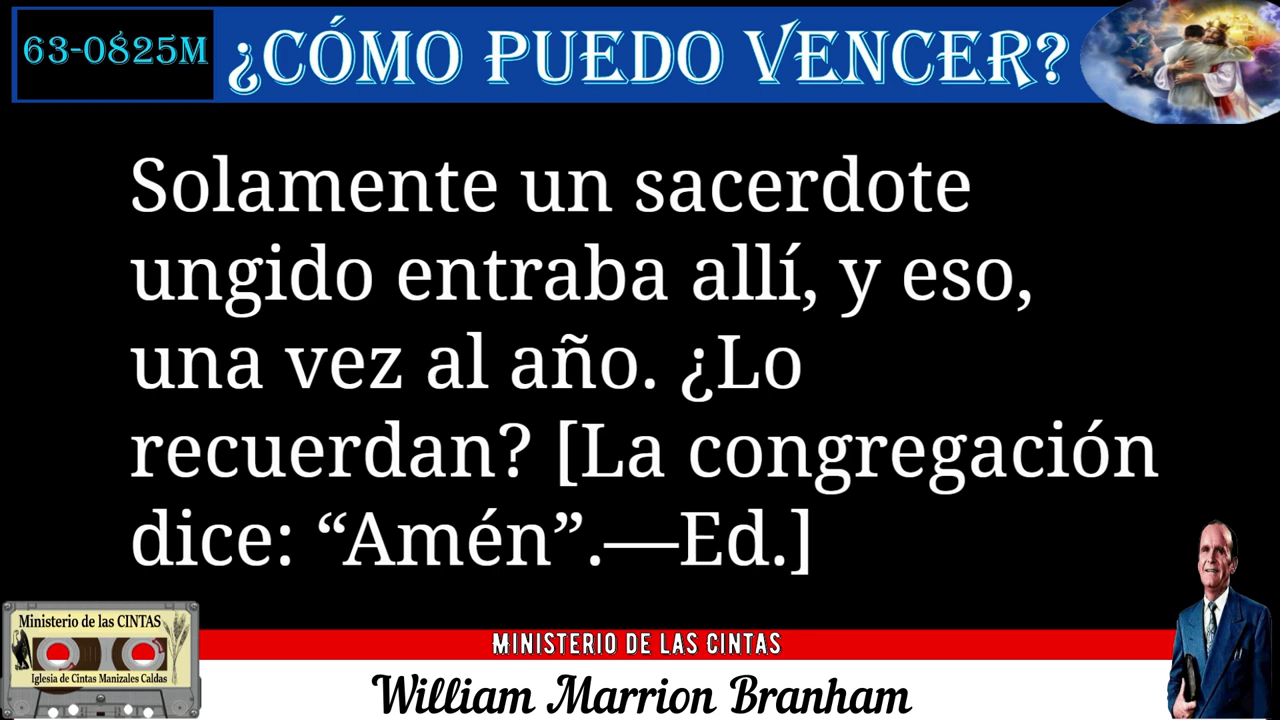 63-0825M
¿CÓMO PUEDO VENCER?
Solamente un sacerdote
ungido entraba allí, y eso,
una vez al año. ¿Lo
recuerdan? [La congregación
dice: “Amén”.—Ed.]
Ministerio de las CINTAS
Iglesia de Cintas Manizales Caldas
MINISTERIO DE LAS CINTAS
William Marrion Branham